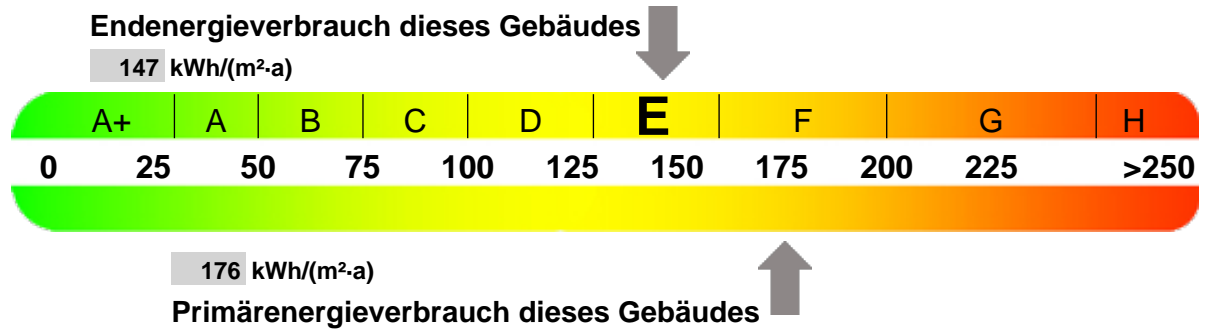 Endenergieverbrauch dieses Gebäudes
147 kWh/(m²·a)
A+ A B C D E F G H
0 25 50 75 100 125 150 175 200 225 >250
176 kWh/(m²·a)
Primärenergieverbrauch dieses Gebäudes